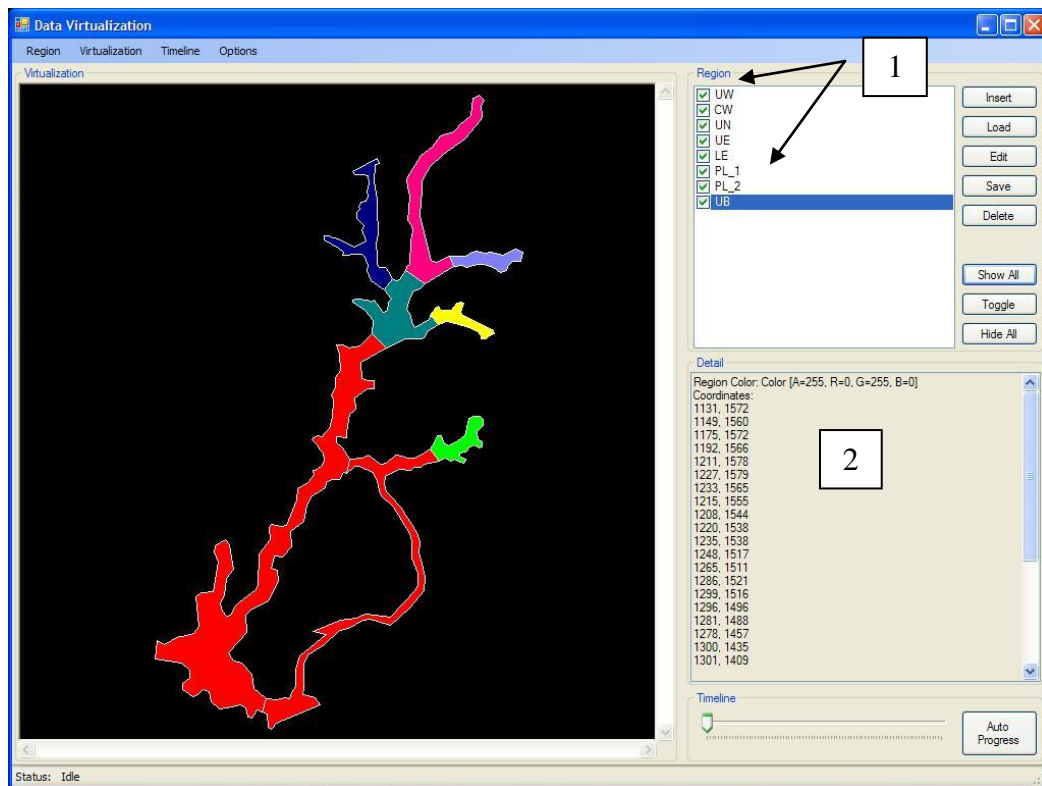 Data Virtualization
Region Virtualization Timeline Options
Virtualization
Region
1
UW
CW
UN
UE
LE
PL_1
PL_2
UB
Insert
Load
Edit
Save
Delete
Show All
Toggle
Hide All
Detail
Region Color: Color [A=255, R=0, G=255, B=0]
Coordinates:
1131, 1572
1149, 1560
1175, 1572
1192, 1566
1211, 1578
1227, 1579
1233, 1565
1215, 1555
1208, 1544
1220, 1538
1235, 1538
1248, 1517
1265, 1511
1286, 1521
1299, 1516
1296, 1496
1281, 1488
1278, 1457
1300, 1435
1301, 1409
2
Timeline
Auto
Progress
Status: Idle